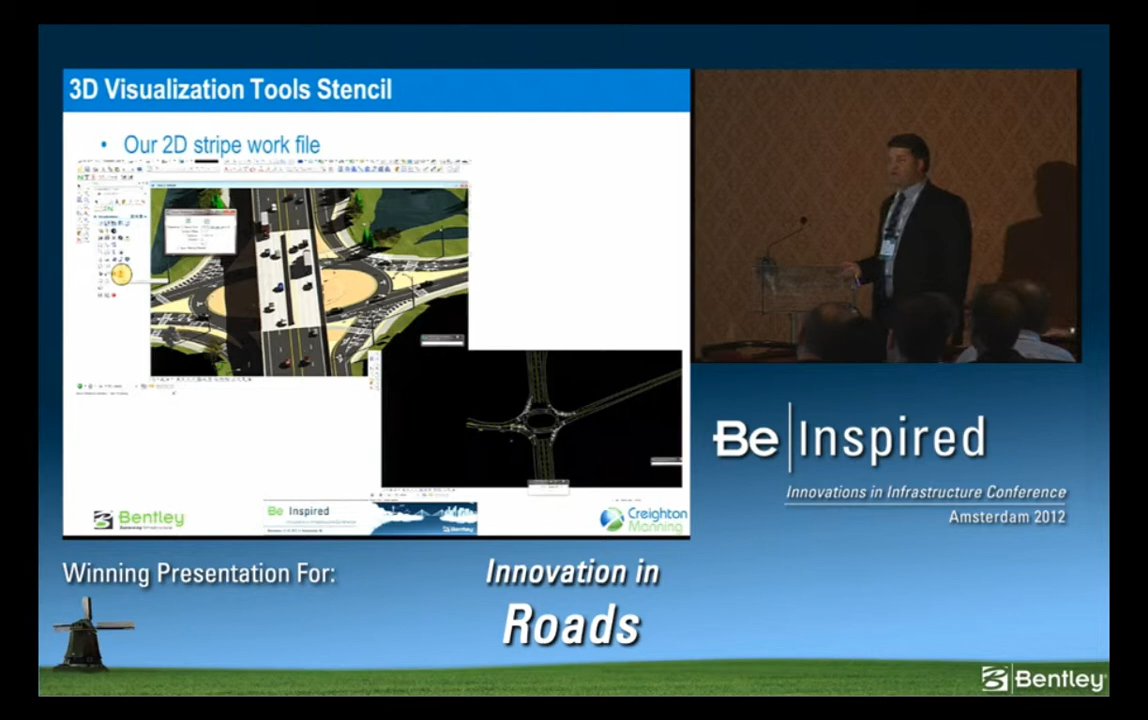 3D Visualization Tools Stencil
• Our 2D stripe work file
Bentley
Be Inspired
Bentley
Creighton
Manning
Be Inspired
Innovations in Infrastructure Conference
Amsterdam 2012
Winning Presentation For:
Innovation in
Roads
Bentley